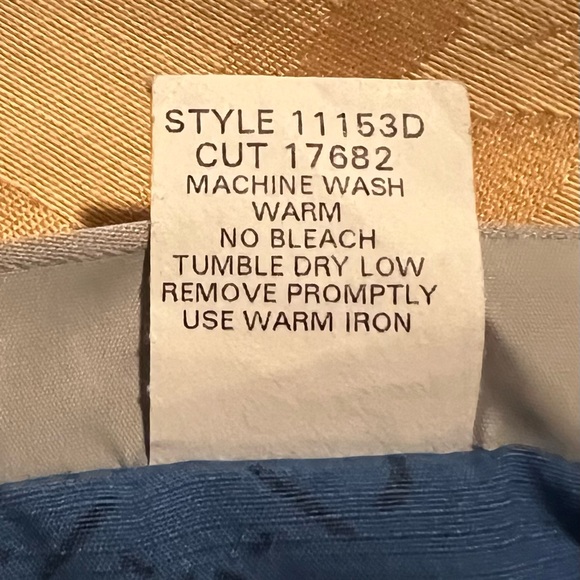 STYLE 11153D
CUT 17682
MACHINE WASH
WARM
NO BLEACH
TUMBLE DRY LOW
REMOVE PROMPTLY
USE WARM IRON